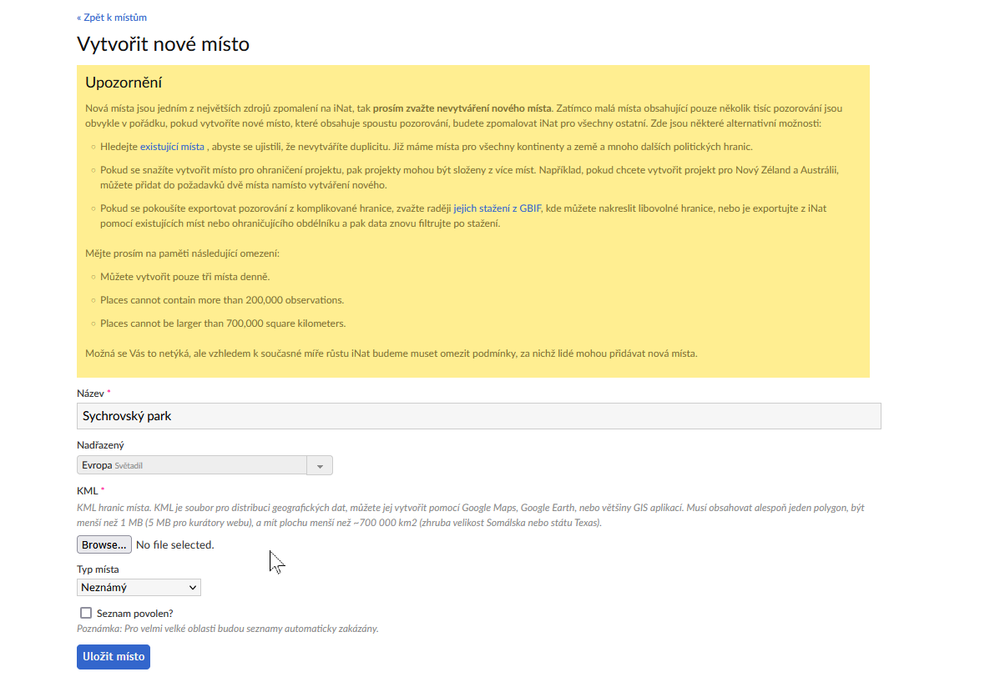 « Zpět k místům
Vytvořit nové místo
Upozornění
Nová místa jsou jedním z největších zdrojů zpomalení na iNat, tak prosím zvažte nevytváření nového místa. Zatímco malá místa obsahující pouze několik tisíc pozorování jsou
obvykle v pořádku, pokud vytvoříte nové místo, které obsahuje spoustu pozorování, budete zpomalovat iNat pro všechny ostatní. Zde jsou některé alternativní možnosti:
Hledejte existující místa , abyste se ujistili, že nevytváříte duplicitu. Již máme místa pro všechny kontinenty a země a mnoho dalších politických hranic.
Pokud se snažíte vytvořit místo pro ohraničení projektu, pak projekty mohou být složeny z více míst. Například, pokud chcete vytvořit projekt pro Nový Zéland a Austrálii,
můžete přidat do požadavků dvě místa namísto vytváření nového.
Pokud se pokoušíte exportovat pozorování z komplikované hranice, zvažte raději jejich stažení z GBIF, kde můžete nakreslit libovolné hranice, nebo je exportujte z iNat
pomocí existujících míst nebo ohraničujícího obdélníku a pak data znovu filtrujte po stažení.
Mějte prosím na paměti následující omezení:
Můžete vytvořit pouze tři místa denně.
Places cannot contain more than 200,000 observations.
Places cannot be larger than 700,000 square kilometers.
Možná se Vás to netýká, ale vzhledem k současné míře růstu iNat budeme muset omezit podmínky, za nichž lidé mohou přidávat nová místa.
Název *
Sychrovský park
Nadřazený
Evropa Světadíl
KML *
KML hranic místa. KML je soubor pro distribuci geografických dat, můžete jej vytvořit pomocí Google Maps, Google Earth, nebo většiny GIS aplikací. Musí obsahovat alespoň jeden polygon, být
menší než 1 MB (5 MB pro kurátory webu), a mít plochu menší než ~700 000 km2 (zhruba velikost Somálska nebo státu Texas).
Browse... No file selected.
Typ místa
Neznámý
Seznam povolen?
Poznámka: Pro velmi velké oblasti budou seznamy automaticky zakázány.
Uložit místo